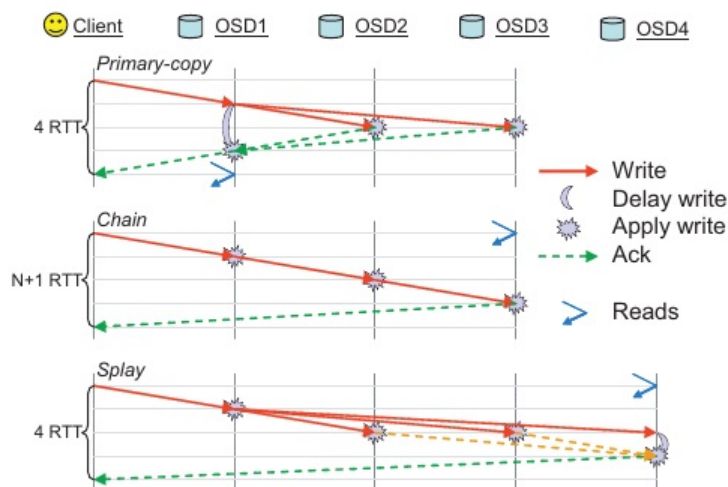 Client OSD1 OSD2 OSD3 OSD4
Primary-copy
4 RTT
Write
Delay write
Apply write
Ack
Reads
Chain
N+1 RTT
Splay
4 RTT